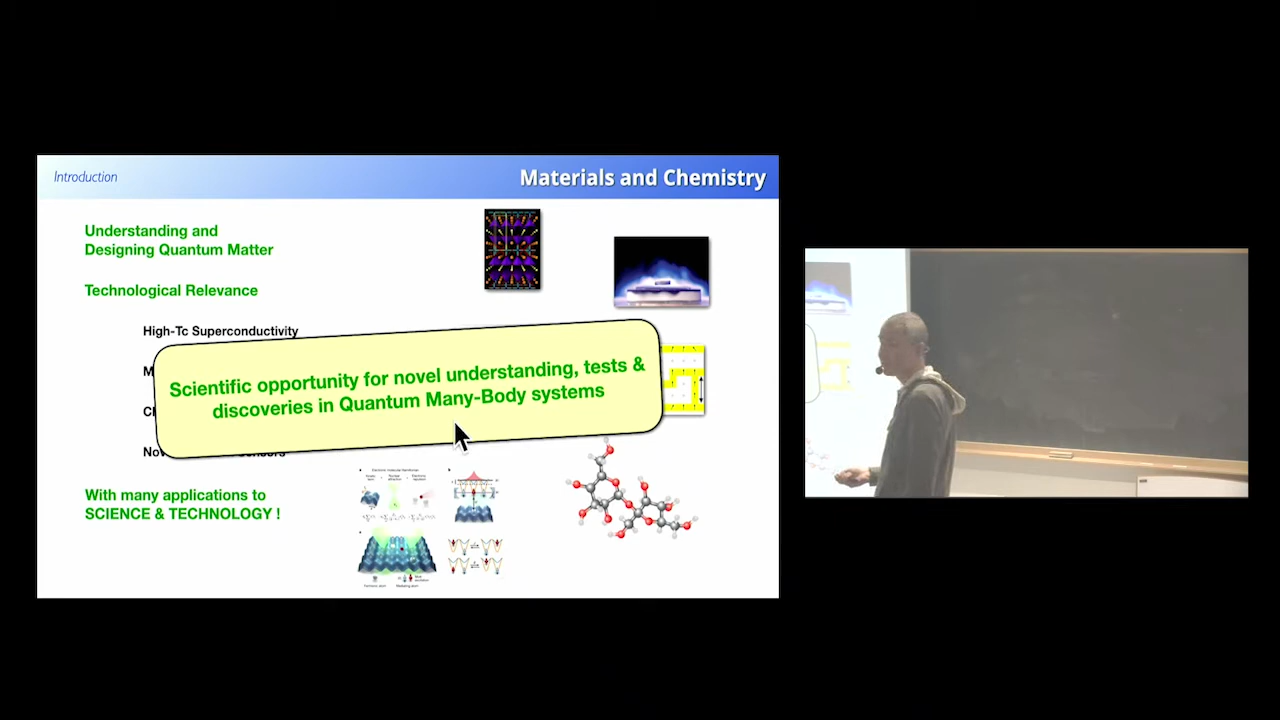 Introduction
Materials and Chemistry
Understanding and
Designing Quantum Matter
Technological Relevance
High-Tc Superconductivity
Scientific opportunity for novel understanding, tests &
discoveries in Quantum Many-Body systems
With many applications to
SCIENCE & TECHNOLOGY !